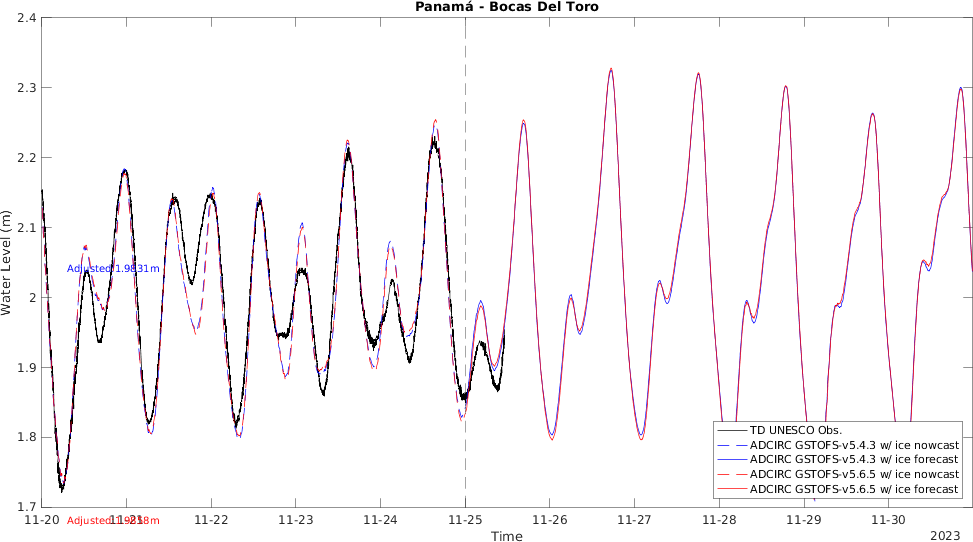 Panamá - Bocas Del Toro
2.4
2.3
2.2
2.1
2
1.9
1.8
1.7
Water Level (m)
Adjusted 1.9831m
TD UNESCO Obs.
ADCIRC GSTOFS-v5.4.3 w/ ice nowcast
ADCIRC GSTOFS-v5.4.3 w/ ice forecast
ADCIRC GSTOFS-v5.6.5 w/ ice nowcast
ADCIRC GSTOFS-v5.6.5 w/ ice forecast
11-20 11-21 11-22 11-23 11-24 11-25 11-26 11-27 11-28 11-29 11-30
Adjusted
Time
2023